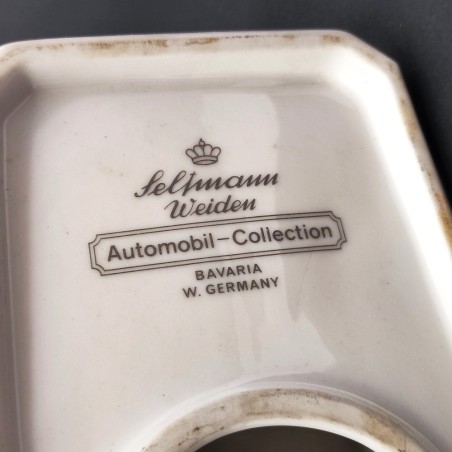 Seltmann
Weiden
Automobil-Collection
BAVARIA
W. GERMANY